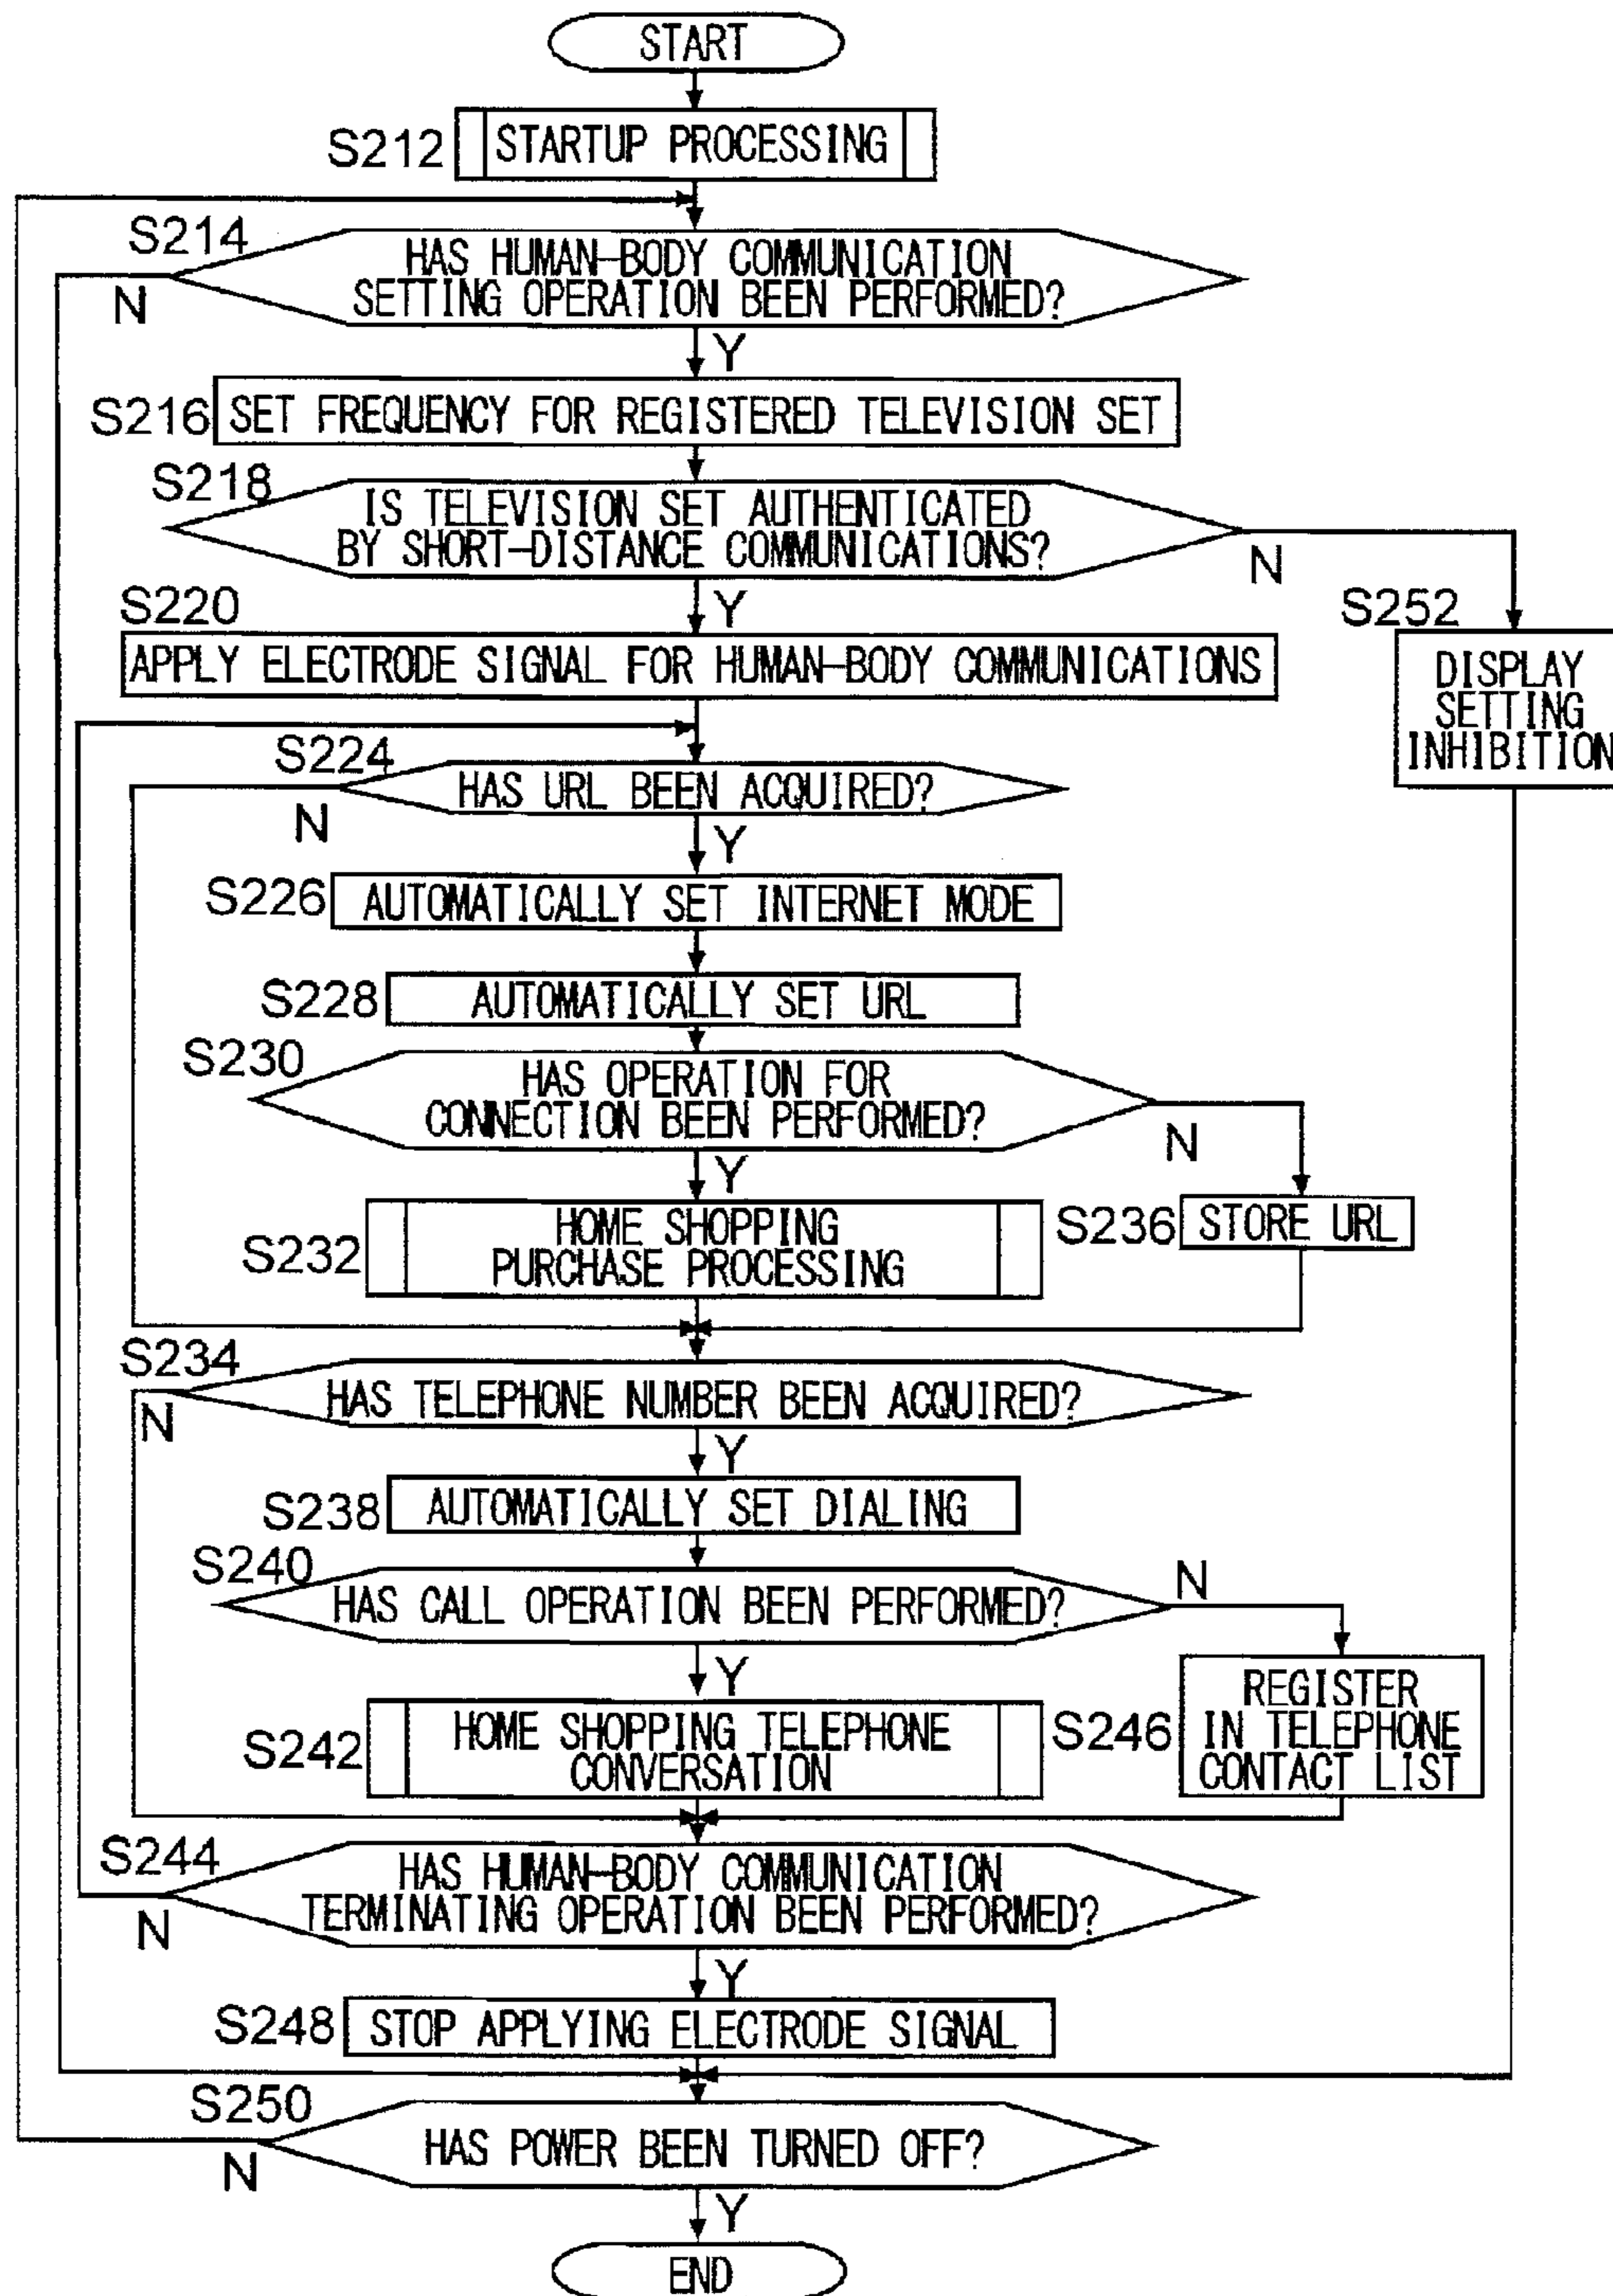 START
S212
STARTUP PROCESSING
S214
HAS HUMAN-BODY COMMUNICATION
SETTING OPERATION BEEN PERFORMED?
N
Y
S216
SET FREQUENCY FOR REGISTERED TELEVISION SET
S218
IS TELEVISION SET AUTHENTICATED
BY SHORT-DISTANCE COMMUNICATIONS?
N
Y
S220
APPLY ELECTRODE SIGNAL FOR HUMAN-BODY COMMUNICATIONS
S252
DISPLAY
SETTING
INHIBITION
S224
HAS URL BEEN ACQUIRED?
N
Y
S226
AUTOMATICALLY SET INTERNET MODE
S228
AUTOMATICALLY SET URL
S230
HAS OPERATION FOR
CONNECTION BEEN PERFORMED?
N
Y
S232
HOME SHOPPING
PURCHASE PROCESSING
S236
STORE URL
S234
HAS TELEPHONE NUMBER BEEN ACQUIRED?
N
Y
S238
AUTOMATICALLY SET DIALING
S240
HAS CALL OPERATION BEEN PERFORMED?
N
Y
S242
HOME SHOPPING TELEPHONE
CONVERSATION
S246
REGISTER
IN TELEPHONE
CONTACT LIST
S244
HAS HUMAN-BODY COMMUNICATION
TERMINATING OPERATION BEEN PERFORMED?
N
Y
S248
STOP APPLYING ELECTRODE SIGNAL
S250
HAS POWER BEEN TURNED OFF?
N
Y
END